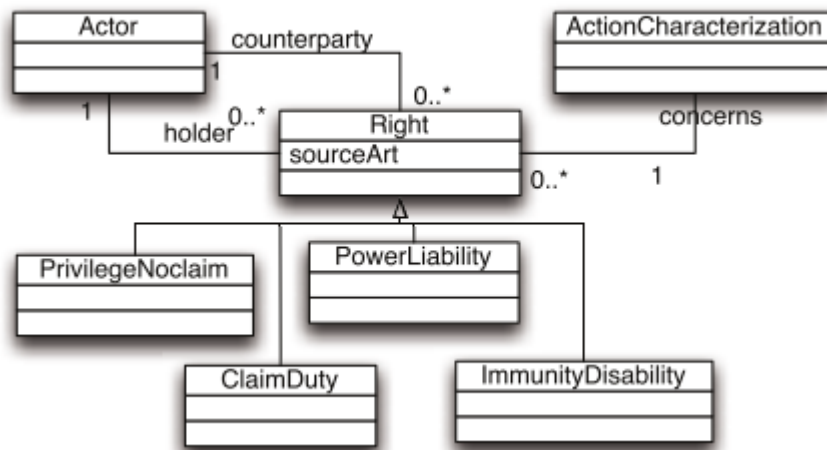 Actor
counterparty
ActionCharacterization
1
1
0..*
0..*
holder
Right
concerns
sourceArt
0..*
1
PrivilegeNoclaim
PowerLiability
ClaimDuty
ImmunityDisability